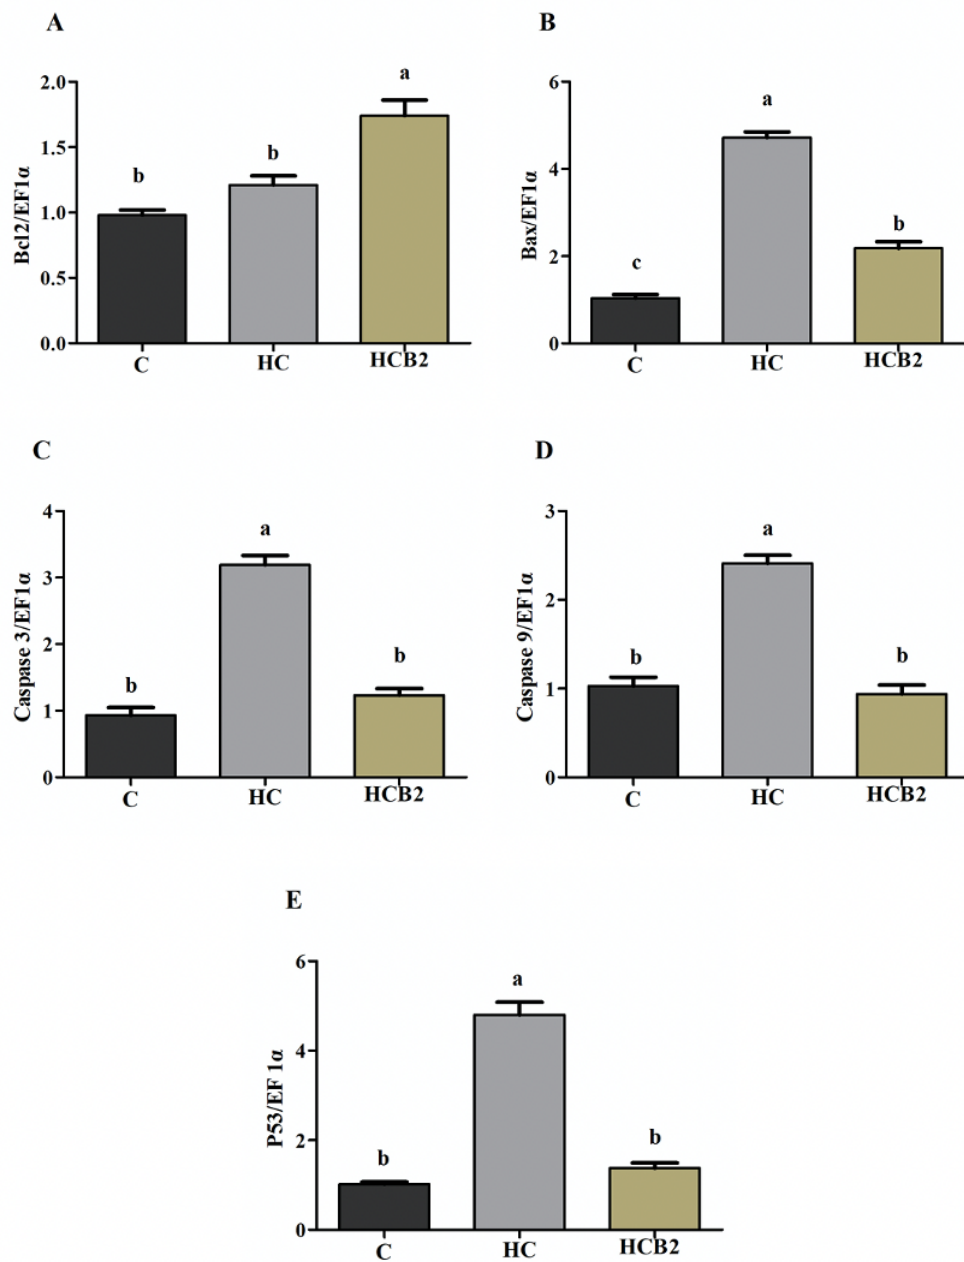 A
Bcl2/EF1α
2.0
1.5
1.0
0.5
0.0
b
b
a
C
HC
HCB2
B
Bax/EF1α
6
4
2
0
c
a
b
C
HC
HCB2
C
Caspase 3/EF1α
4
3
2
1
0
b
a
b
C
HC
HCB2
D
Caspase 9/EF1α
3
2
1
0
b
a
b
C
HC
HCB2
E
P53/EF 1α
6
4
2
0
b
a
b
C
HC
HCB2